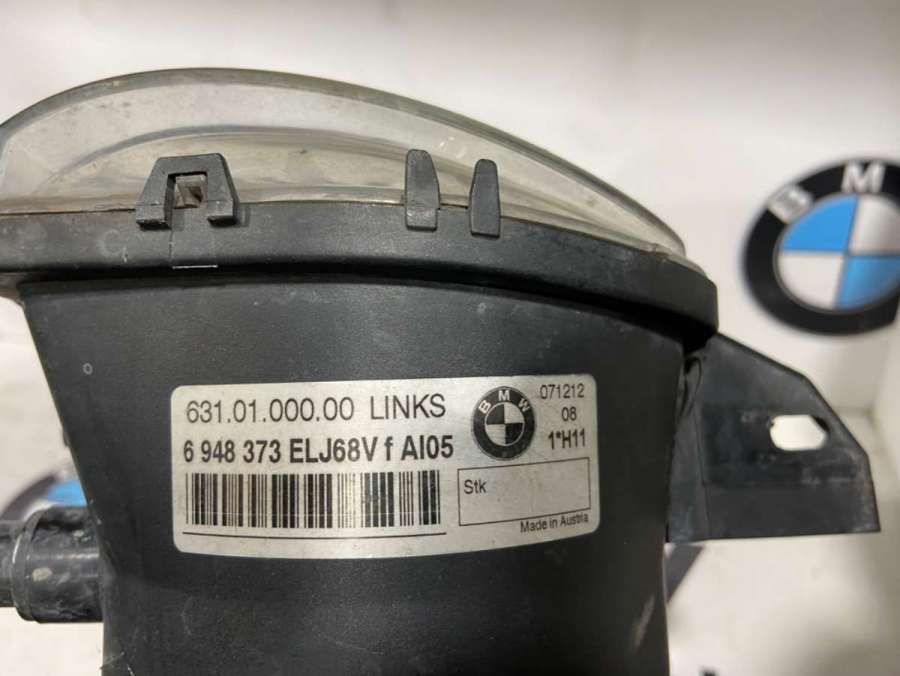 BMW
631.01.000.00 LINKS
6 948 373 ELJ68V f AI05
BMW
071212
08
1*H11
Stk
Made in Austria